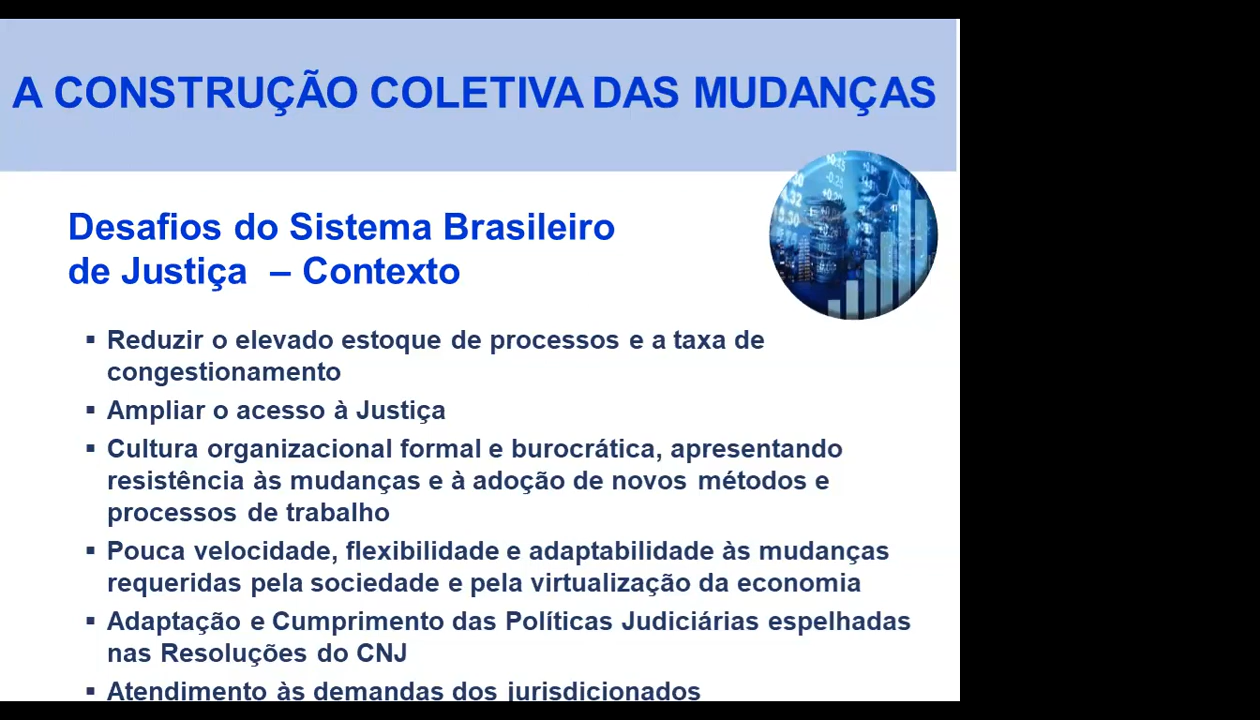 A CONSTRUÇÃO COLETIVA DAS MUDANÇAS
Desafios do Sistema Brasileiro
de Justiça – Contexto
▪ Reduzir o elevado estoque de processos e a taxa de
congestionamento
▪ Ampliar o acesso à Justiça
▪ Cultura organizacional formal e burocrática, apresentando
resistência às mudanças e à adoção de novos métodos e
processos de trabalho
▪ Pouca velocidade, flexibilidade e adaptabilidade às mudanças
requeridas pela sociedade e pela virtualização da economia
▪ Adaptação e Cumprimento das Políticas Judiciárias espelhadas
nas Resoluções do CNJ
▪ Atendimento às demandas dos jurisdicionados